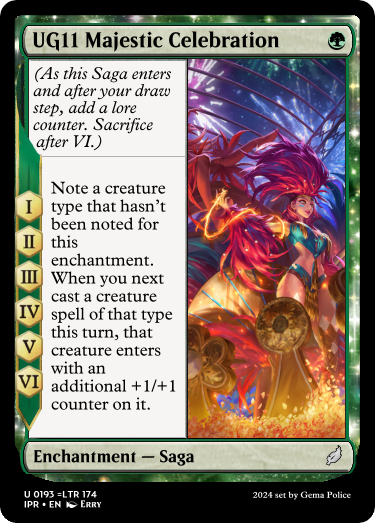 UG11 Majestic Celebration
(As this Saga enters
and after your draw
step, add a lore
counter. Sacrifice
after VI.)
I
II
III
IV
V
VI
Note a creature
type that hasn't
been noted for
this
enchantment.
When you next
cast a creature
spell of that type
this turn, that
creature enters
with an
additional +1/+1
counter on it.
Enchantment — Saga
U 0193 =LTR 174
IPR • EN Erry
2024 set by Gema Police